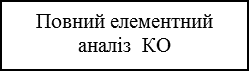 Повний елементний
аналіз КО